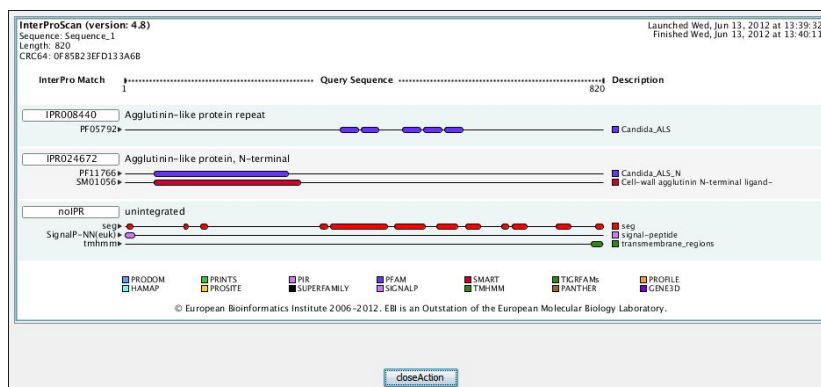 InterProScan (version: 4.8)
Sequence: Sequence_1
Length: 820
CRC64: 0F85B23EFD133A6B
Launched Wed, Jun 13, 2012 at 13:39:32
Finished Wed, Jun 13, 2012 at 13:40:11
InterPro Match Query Sequence Description
1 820
IPR008440 Agglutinin-like protein repeat
PF05792 Candida_ALS
IPR024672 Agglutinin-like protein, N-terminal
PF11766 Candida_ALS_N
SM01056 Cell-wall agglutinin N-terminal ligand-
noIPR unintegrated
seg seg
SignalP-NN(euk) signal-peptide
tmhmm transmembrane_regions
PRODOM PRINTS PIR PFAM SMART TIGRFAMs PROFILE
HAMAP PROSITE SUPERFAMILY SIGNALP TMHMM PANTHER GENE3D
© European Bioinformatics Institute 2006-2012. EBI is an Outstation of the European Molecular Biology Laboratory.
closeAction